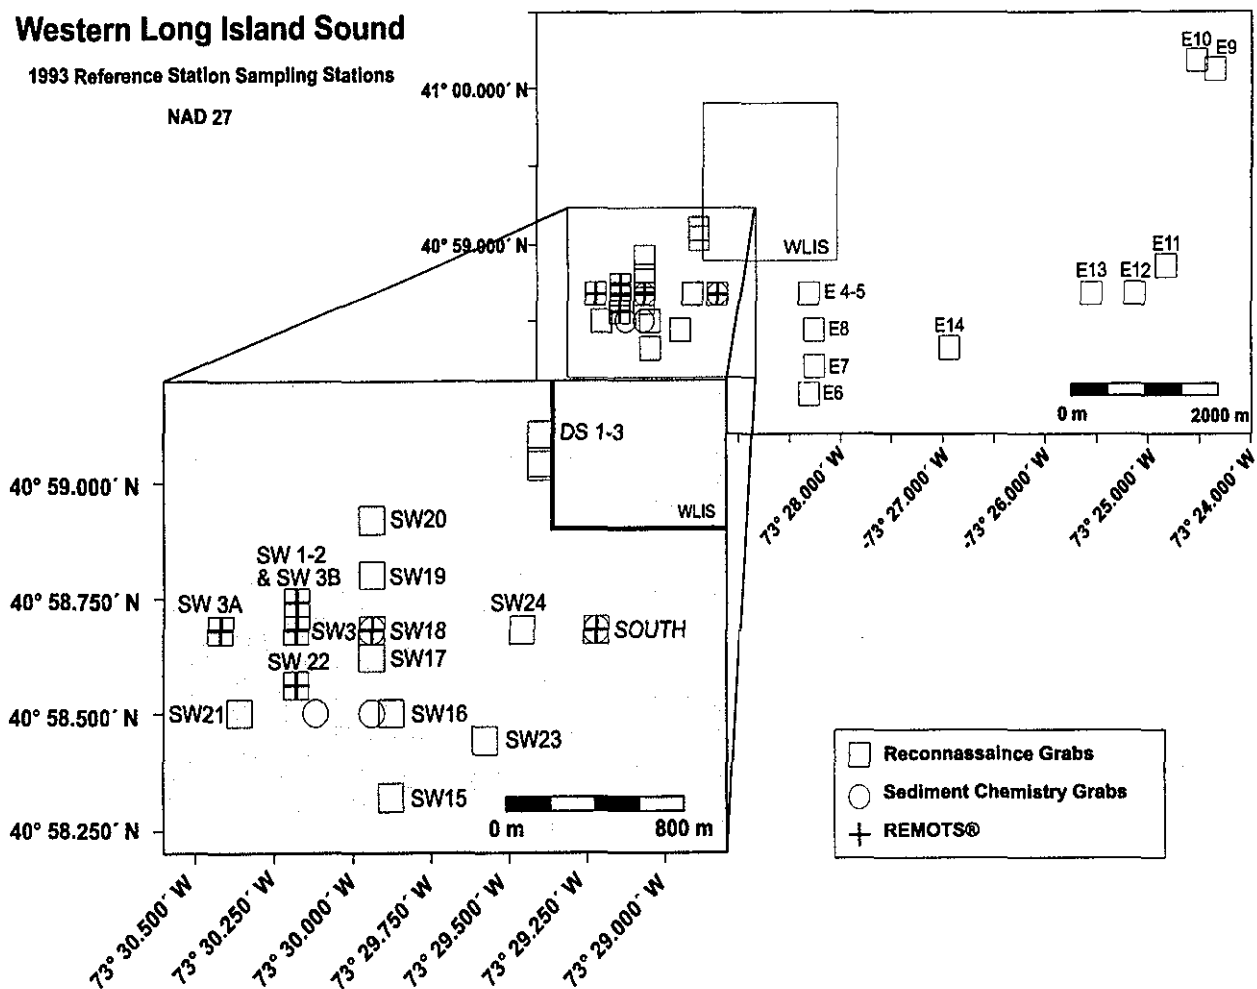 Western Long Island Sound
1993 Reference Station Sampling Stations
NAD 27
41° 00.000´ N
40° 59.000´ N
E10
E9
WLIS
E11
E13
E12
E 4-5
E8
E14
E7
E6
0 m
2000 m
73° 28.000´ W
-73° 27.000´ W
-73° 26.000´ W
73° 25.000´ W
73° 24.000´ W
DS 1-3
WLIS
40° 59.000´ N
SW20
SW 1-2
& SW 3B
SW19
40° 58.750´ N
SW 3A
SW24
SW3
SW18
SOUTH
SW17
SW 22
40° 58.500´ N
SW21
SW16
SW23
SW15
0 m
800 m
40° 58.250´ N
73° 30.500´ W
73° 30.250´ W
73° 30.000´ W
73° 29.750´ W
73° 29.500´ W
73° 29.250´ W
73° 29.000´ W
Reconnassaince Grabs
Sediment Chemistry Grabs
REMOTS®